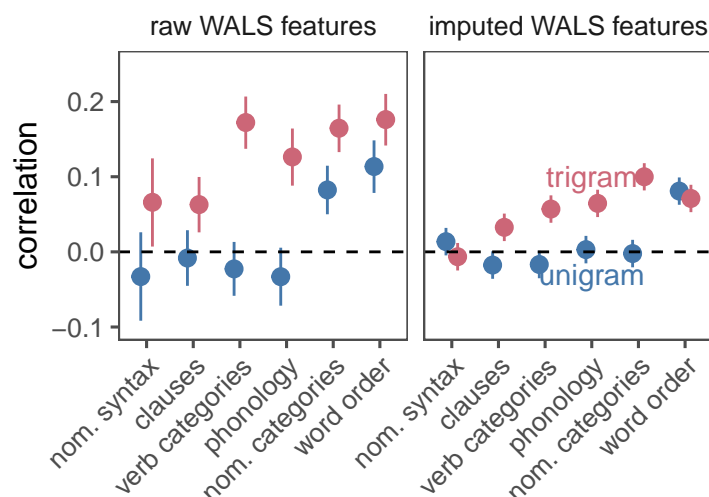 raw WALS features
imputed WALS features
correlation
0.2
0.1
0.0
−0.1
trigram
unigram
nom. syntax
clauses
verb categories
phonology
nom. categories
word order
nom. syntax
clauses
verb categories
phonology
nom. categories
word order